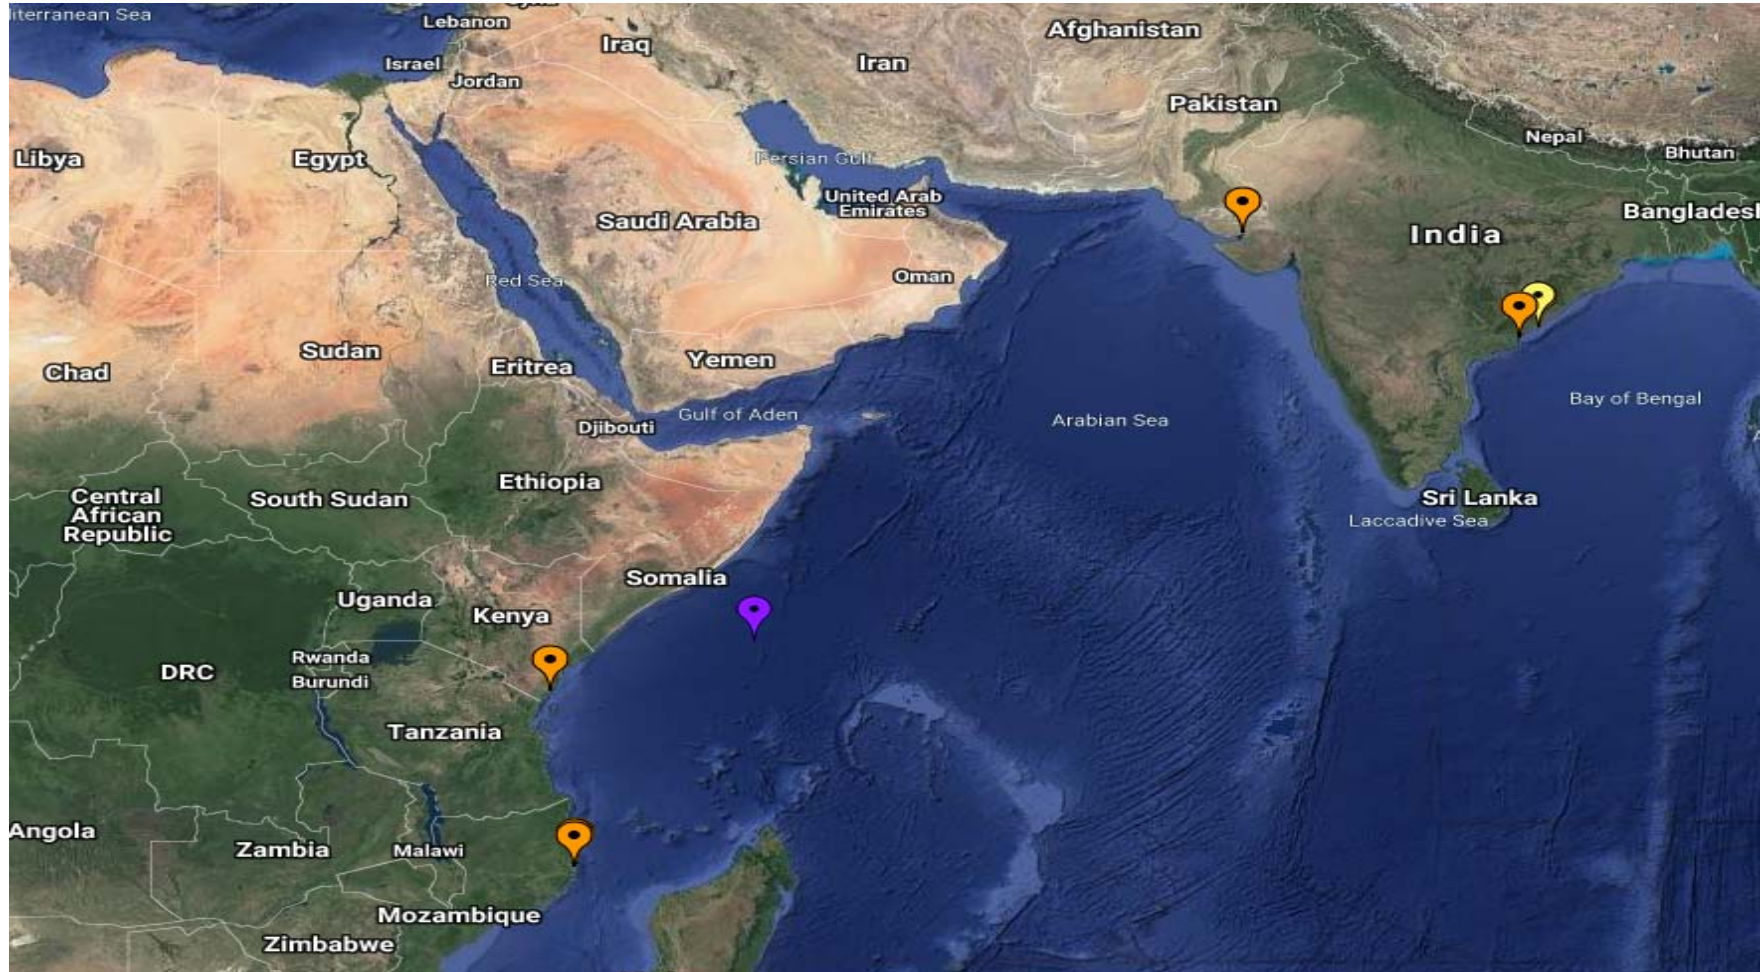 iterranean Sea
Lebanon
Afghanistan
Iraq
Israel
Iran
Jordan
Pakistan
Nepal
Bhutan
Libya
Egypt
Persian Gulf
United Arab
Emirates
Saudi Arabia
Bangladesh
India
Oman
Red Sea
Sudan
Yemen
Eritrea
Chad
Bay of Bengal
Gulf of Aden
Arabian Sea
Djibouti
Ethiopia
Central
African
Republic
South Sudan
Sri Lanka
Laccadive Sea
Somalia
Uganda
Kenya
Rwanda
DRC
Burundi
Tanzania
Angola
Zambia
Malawi
Mozambique
Zimbabwe